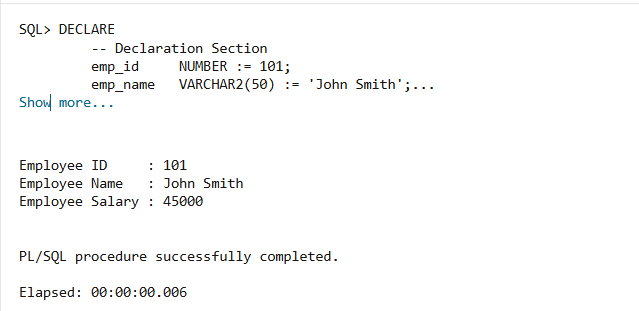 SQL> DECLARE
-- Declaration Section
emp_id NUMBER := 101;
emp_name VARCHAR2(50) := 'John Smith';...
Show more...
Employee ID : 101
Employee Name : John Smith
Employee Salary : 45000
PL/SQL procedure successfully completed.
Elapsed: 00:00:00.006